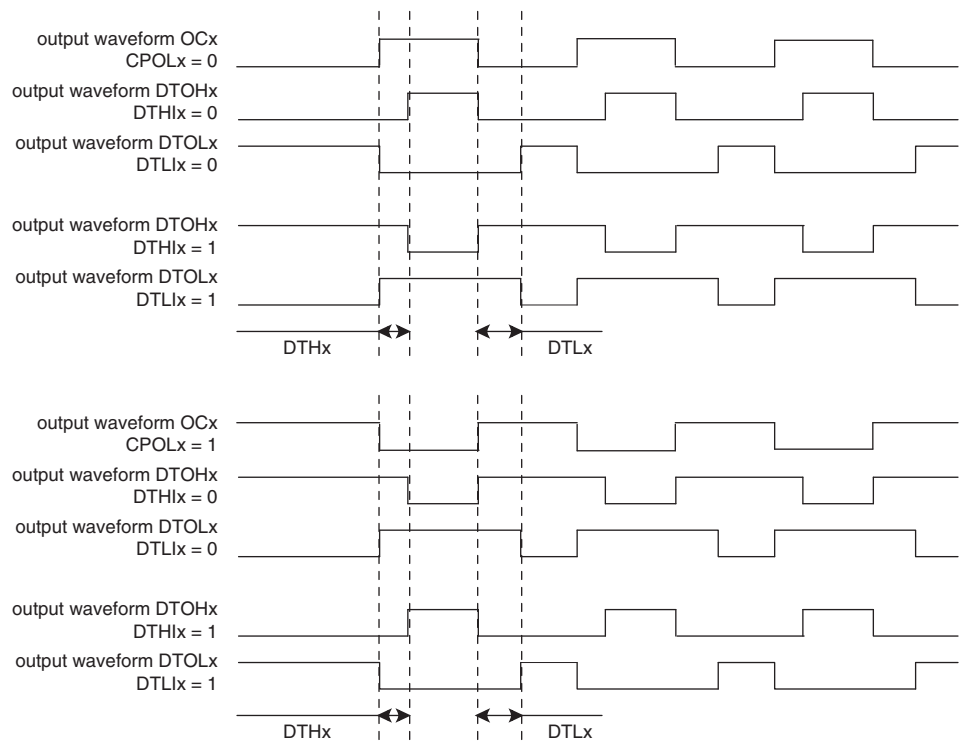 output waveform OCx
CPOLx = 0
output waveform DTOHx
DTHIx = 0
output waveform DTOLx
DTLIx = 0
output waveform DTOHx
DTHIx = 1
output waveform DTOLx
DTLIx = 1
DTHx
DTLx
output waveform OCx
CPOLx = 1
output waveform DTOHx
DTHIx = 0
output waveform DTOLx
DTLIx = 0
output waveform DTOHx
DTHIx = 1
output waveform DTOLx
DTLIx = 1
DTHx
DTLx